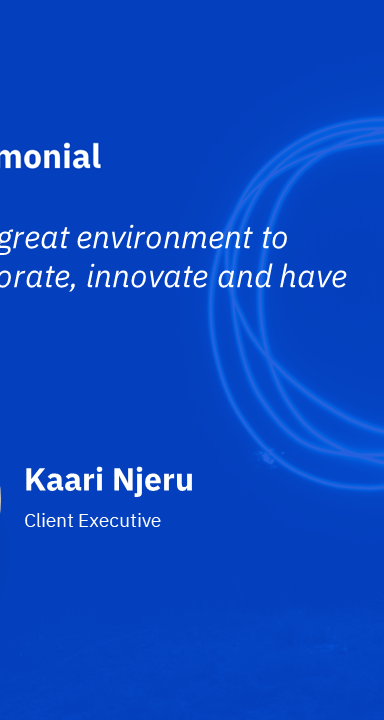 monial
great environment to
orate, innovate and have
Kaari Njeru
Client Executive